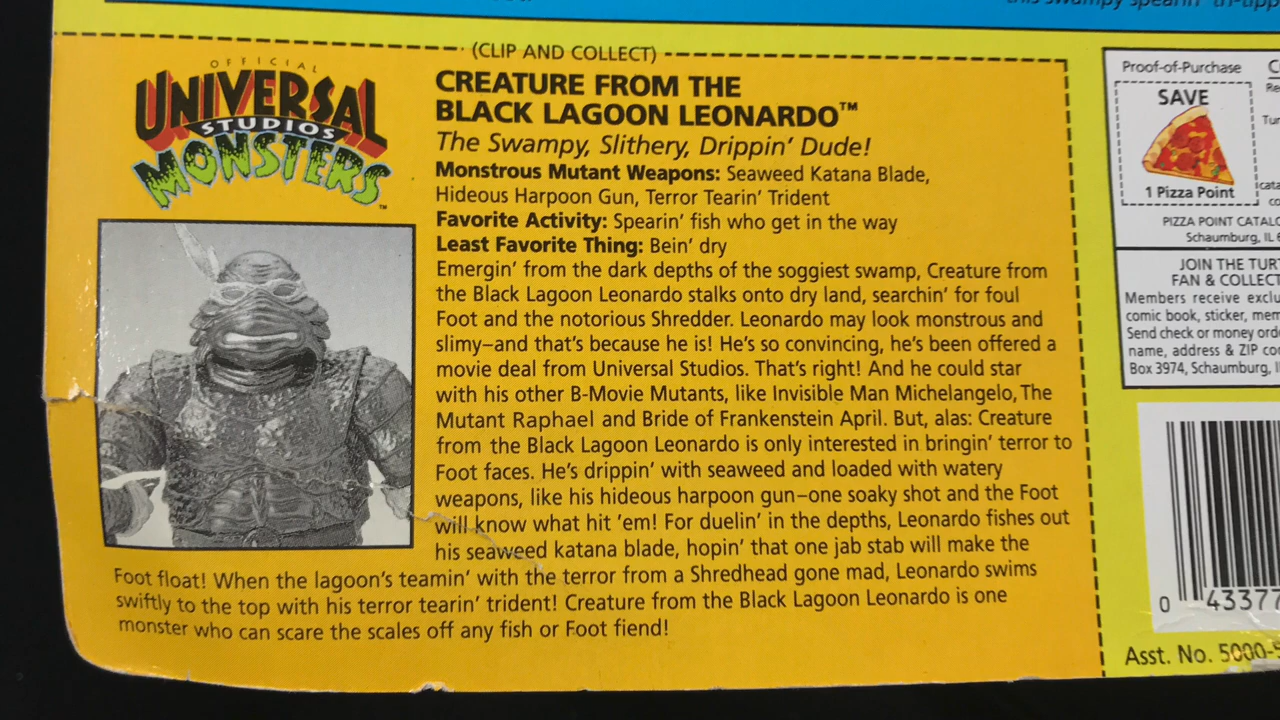 this swampy spearin' tri-tipp
(CLIP AND COLLECT)
OFFICIAL
UNIVERSAL
STUDIOS
MONSTERS™
CREATURE FROM THE
BLACK LAGOON LEONARDO™
The Swampy, Slithery, Drippin' Dude!
Monstrous Mutant Weapons: Seaweed Katana Blade,
Hideous Harpoon Gun, Terror Tearin' Trident
Favorite Activity: Spearin' fish who get in the way
Least Favorite Thing: Bein' dry
Emergin' from the dark depths of the soggiest swamp, Creature from
the Black Lagoon Leonardo stalks onto dry land, searchin' for foul
Foot and the notorious Shredder. Leonardo may look monstrous and
slimy–and that's because he is! He's so convincing, he's been offered a
movie deal from Universal Studios. That's right! And he could star
with his other B-Movie Mutants, like Invisible Man Michelangelo, The
Mutant Raphael and Bride of Frankenstein April. But, alas: Creature
from the Black Lagoon Leonardo is only interested in bringin' terror to
Foot faces. He's drippin' with seaweed and loaded with watery
weapons, like his hideous harpoon gun–one soaky shot and the Foot
will know what hit 'em! For duelin' in the depths, Leonardo fishes out
his seaweed katana blade, hopin' that one jab stab will make the
Foot float! When the lagoon's teamin' with the terror from a Shredhead gone mad, Leonardo swims
swiftly to the top with his terror tearin' trident! Creature from the Black Lagoon Leonardo is one
monster who can scare the scales off any fish or Foot fiend!
Proof-of-Purchase
SAVE
1 Pizza Point
Tur
cata
PIZZA POINT CATALO
Schaumburg, IL
JOIN THE TURT
FAN & COLLECT
Members receive exclu
comic book, sticker, mem
Send check or money ord
name, address & ZIP co
Box 3974, Schaumburg, I
0 43377
Asst. No. 5000-